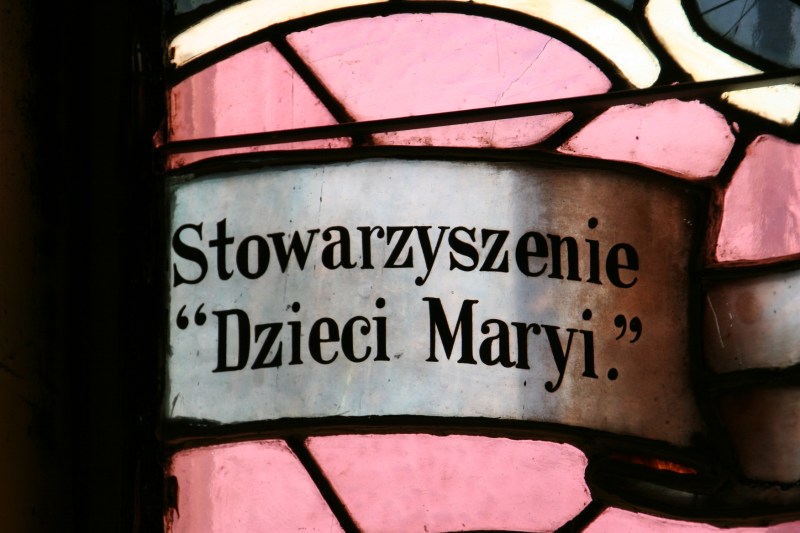 Stowarzyszenie
“Dzieci Maryi.”